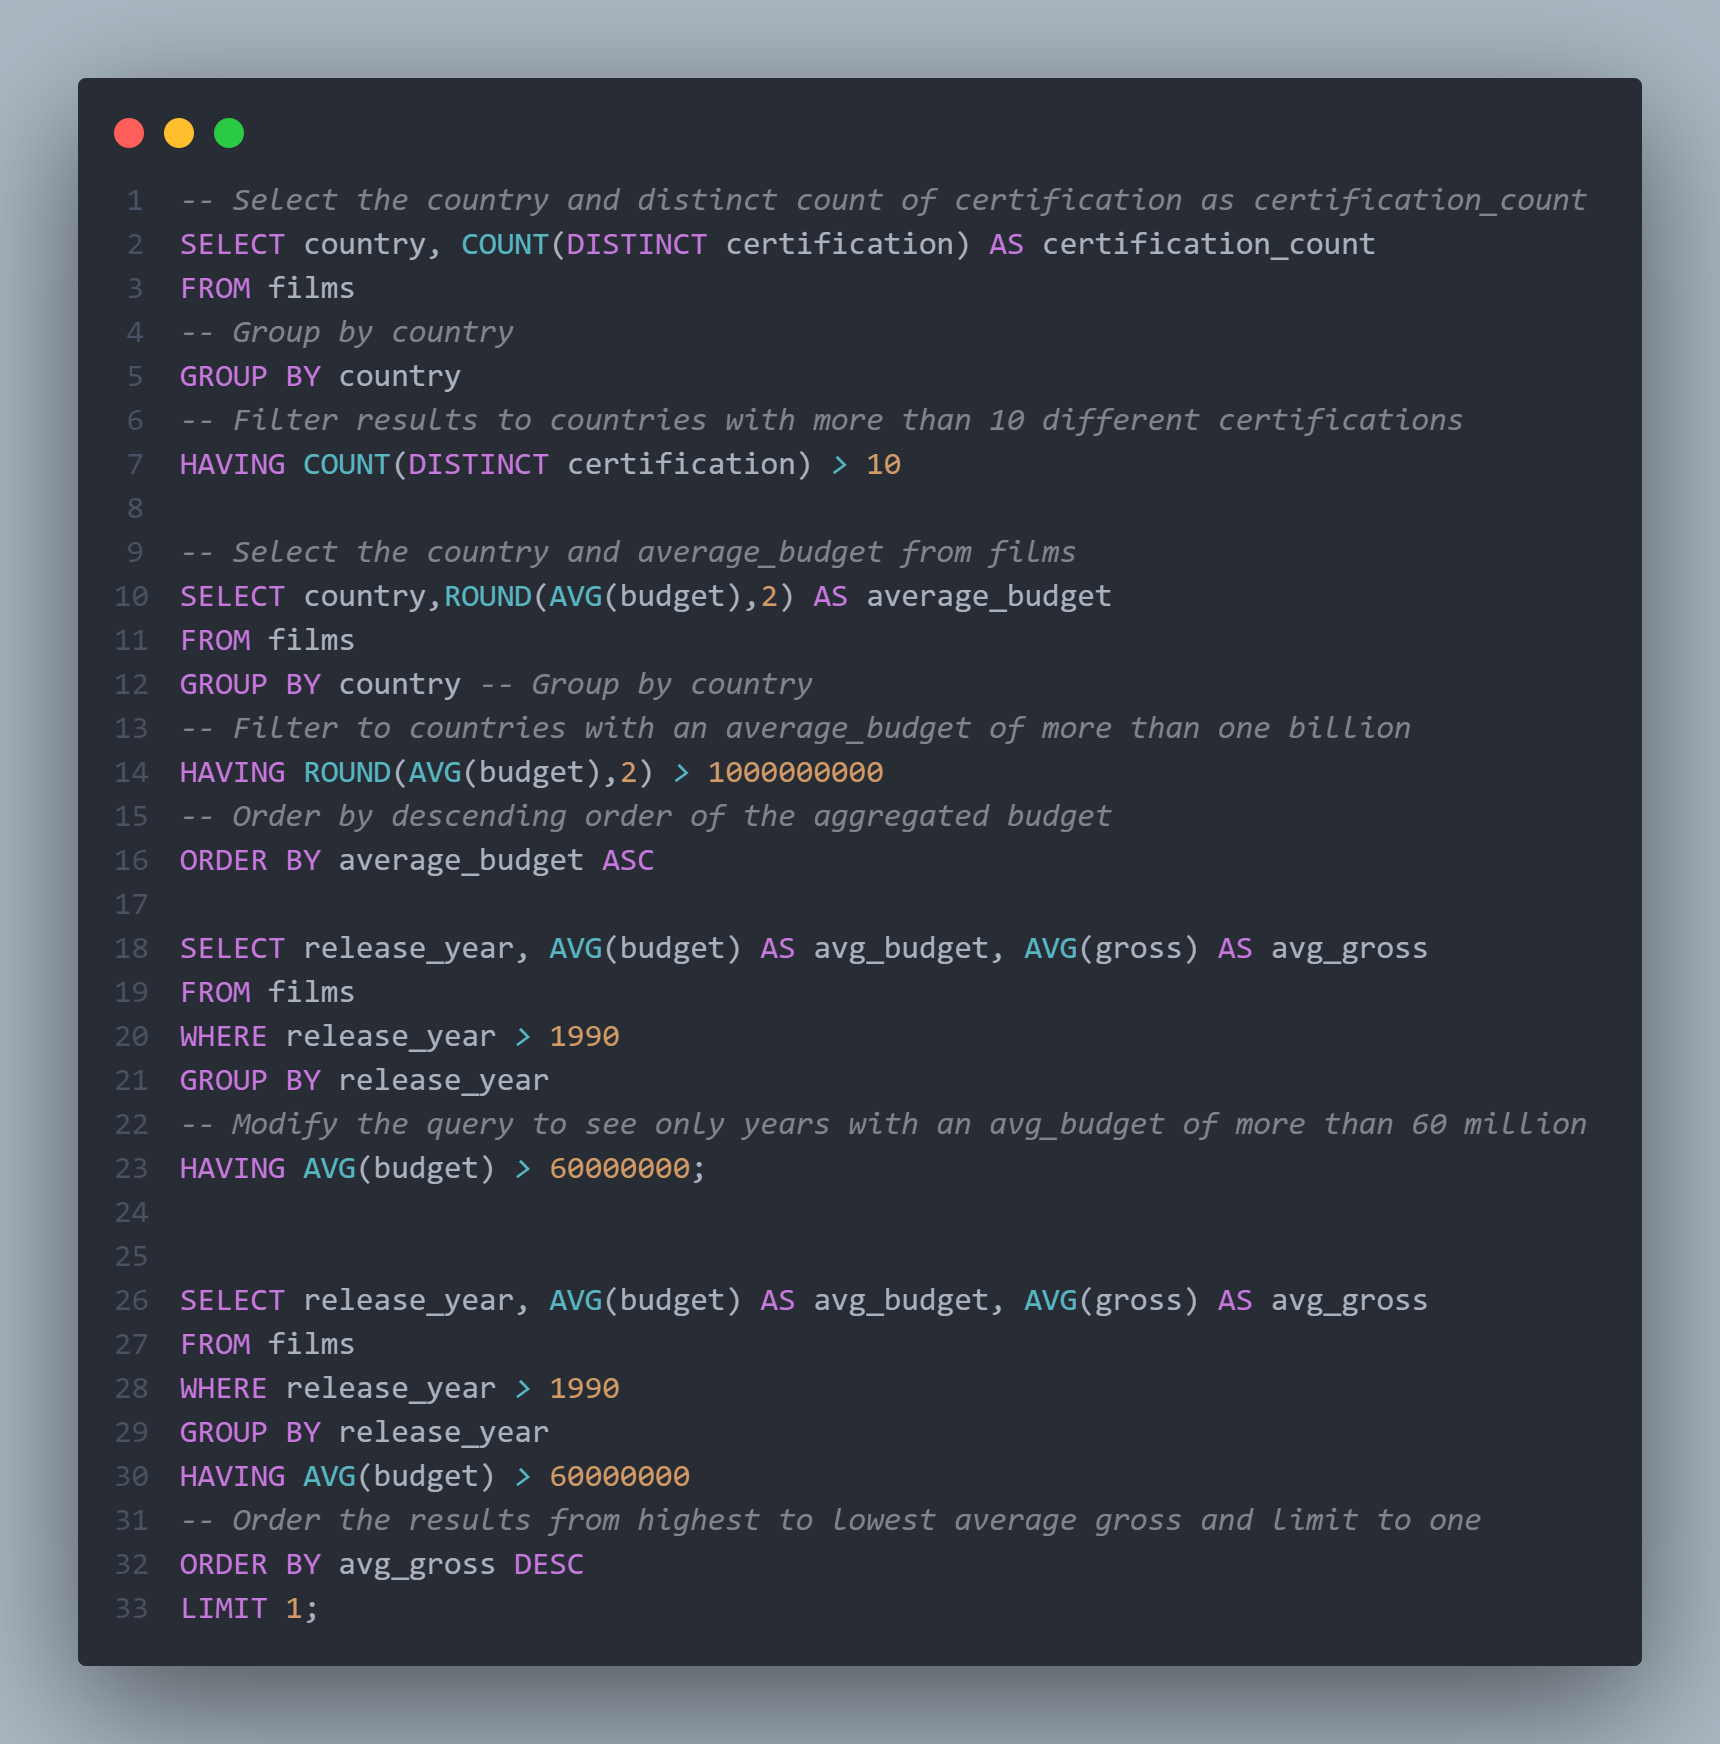 1 -- Select the country and distinct count of certification as certification_count
2 SELECT country, COUNT(DISTINCT certification) AS certification_count
3 FROM films
4 -- Group by country
5 GROUP BY country
6 -- Filter results to countries with more than 10 different certifications
7 HAVING COUNT(DISTINCT certification) > 10
8
9 -- Select the country and average_budget from films
10 SELECT country,ROUND(AVG(budget),2) AS average_budget
11 FROM films
12 GROUP BY country -- Group by country
13 -- Filter to countries with an average_budget of more than one billion
14 HAVING ROUND(AVG(budget),2) > 1000000000
15 -- Order by descending order of the aggregated budget
16 ORDER BY average_budget ASC
17
18 SELECT release_year, AVG(budget) AS avg_budget, AVG(gross) AS avg_gross
19 FROM films
20 WHERE release_year > 1990
21 GROUP BY release_year
22 -- Modify the query to see only years with an avg_budget of more than 60 million
23 HAVING AVG(budget) > 60000000;
24
25
26 SELECT release_year, AVG(budget) AS avg_budget, AVG(gross) AS avg_gross
27 FROM films
28 WHERE release_year > 1990
29 GROUP BY release_year
30 HAVING AVG(budget) > 60000000
31 -- Order the results from highest to lowest average gross and limit to one
32 ORDER BY avg_gross DESC
33 LIMIT 1;